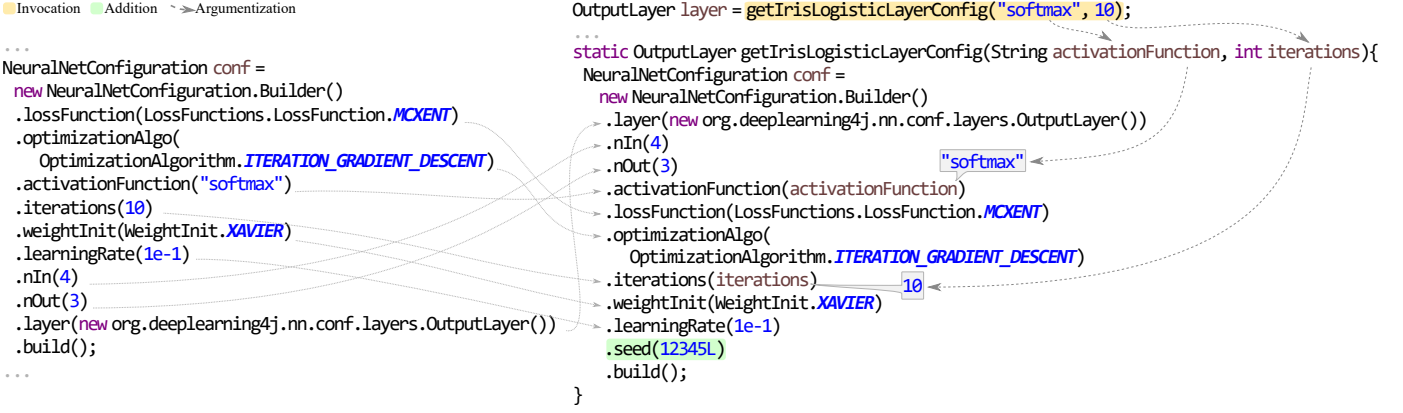 Invocation Addition Argumentization
...
NeuralNetConfiguration conf =
new NeuralNetConfiguration.Builder()
.lossFunction(LossFunctions.LossFunction.MCXENT)
.optimizationAlgo(
OptimizationAlgorithm.ITERATION_GRADIENT_DESCENT)
.activationFunction("softmax")
.iterations(10)
.weightInit(WeightInit.XAVIER)
.learningRate(1e-1)
.nIn(4)
.nOut(3)
.layer(new org.deeplearning4j.nn.conf.layers.OutputLayer())
.build();
...
OutputLayer layer = getIrisLogisticLayerConfig("softmax", 10);
...
static OutputLayer getIrisLogisticLayerConfig(String activationFunction, int iterations){
NeuralNetConfiguration conf =
new NeuralNetConfiguration.Builder()
.layer(new org.deeplearning4j.nn.conf.layers.OutputLayer())
.nIn(4)
.nOut(3)
"softmax"
.activationFunction(activationFunction)
.lossFunction(LossFunctions.LossFunction.MCXENT)
.optimizationAlgo(
OptimizationAlgorithm.ITERATION_GRADIENT_DESCENT)
.iterations(iterations)
10
.weightInit(WeightInit.XAVIER)
.learningRate(1e-1)
.seed(12345L)
.build();
}